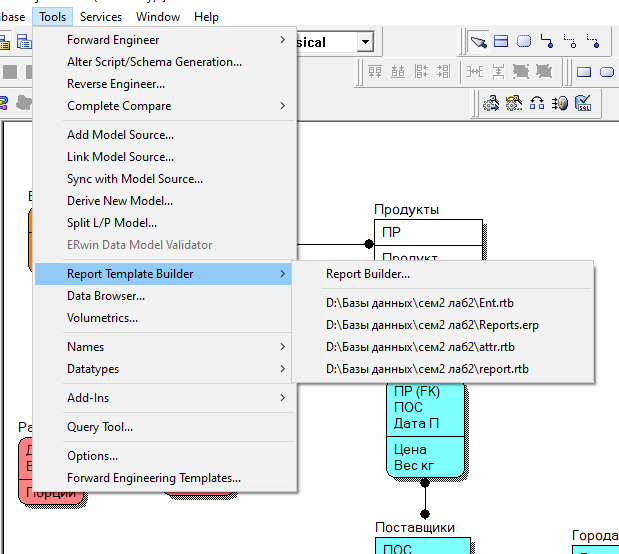 base Tools Services Window Help
Forward Engineer
sical
Alter Script/Schema Generation...
Reverse Engineer...
Complete Compare
SQL
Add Model Source...
Link Model Source...
Sync with Model Source...
Derive New Model...
Split L/P Model...
ERwin Data Model Validator
Продукты
ПР
Продукт
Report Template Builder
Report Builder...
Data Browser...
D:\Базы данных\сем2 лаб2\Ent.rtb
Volumetrics...
D:\Базы данных\сем2 лаб2\Reports.erp
Names
D:\Базы данных\сем2 лаб2\attr.rtb
Datatypes
D:\Базы данных\сем2 лаб2\report.rtb
Add-Ins
ПР (FK)
ПОС
Дата П
Query Tool...
Цена
Вес кг
Options...
Forward Engineering Templates...
Порции
Поставщики
ПОС
Города